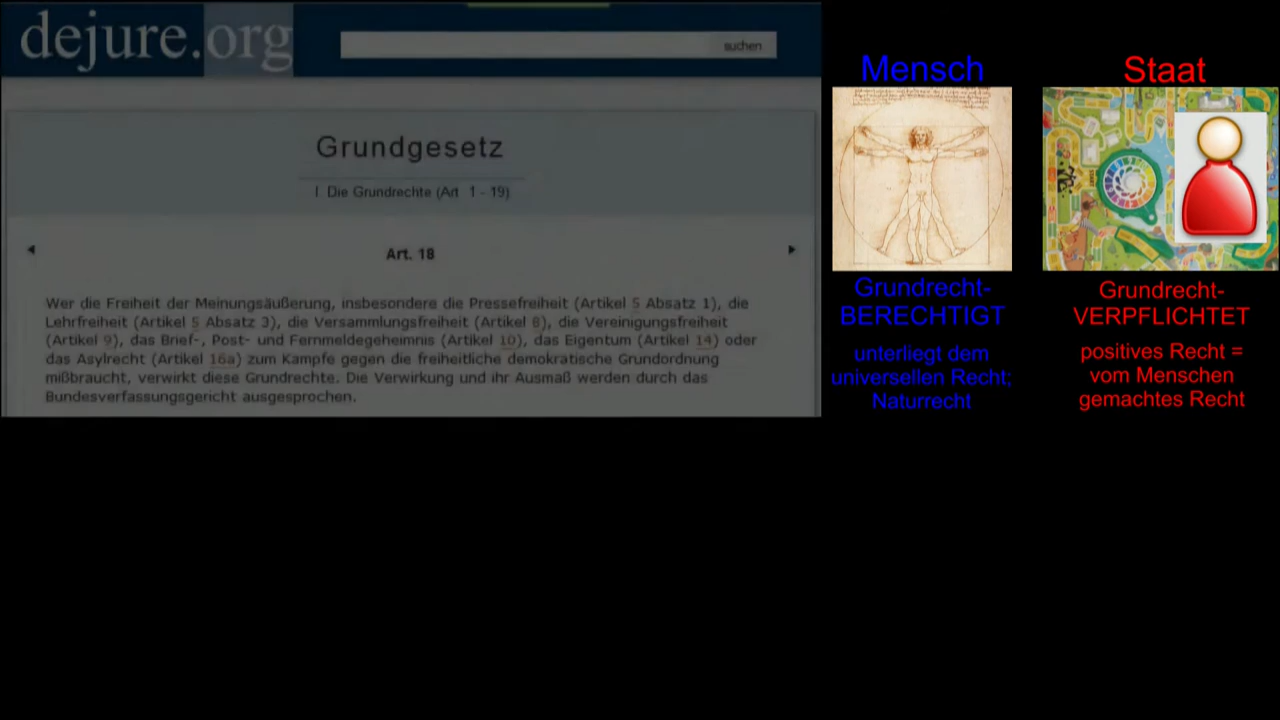 dejure.org
suchen
Grundgesetz
I. Die Grundrechte (Art. 1 - 19)
Art. 18
Wer die Freiheit der Meinungsäußerung, insbesondere die Pressefreiheit (Artikel 5 Absatz 1), die
Lehrfreiheit (Artikel 5 Absatz 3), die Versammlungsfreiheit (Artikel 8), die Vereinigungsfreiheit
(Artikel 9), das Brief-, Post- und Fernmeldegeheimnis (Artikel 10), das Eigentum (Artikel 14) oder
das Asylrecht (Artikel 16a) zum Kampfe gegen die freiheitliche demokratische Grundordnung
mißbraucht, verwirkt diese Grundrechte. Die Verwirkung und ihr Ausmaß werden durch das
Bundesverfassungsgericht ausgesprochen.
Mensch
Grundrecht-
BERECHTIGT
unterliegt dem
universellen Recht;
Naturrecht
Staat
Grundrecht-
VERPFLICHTET
positives Recht =
vom Menschen
gemachtes Recht